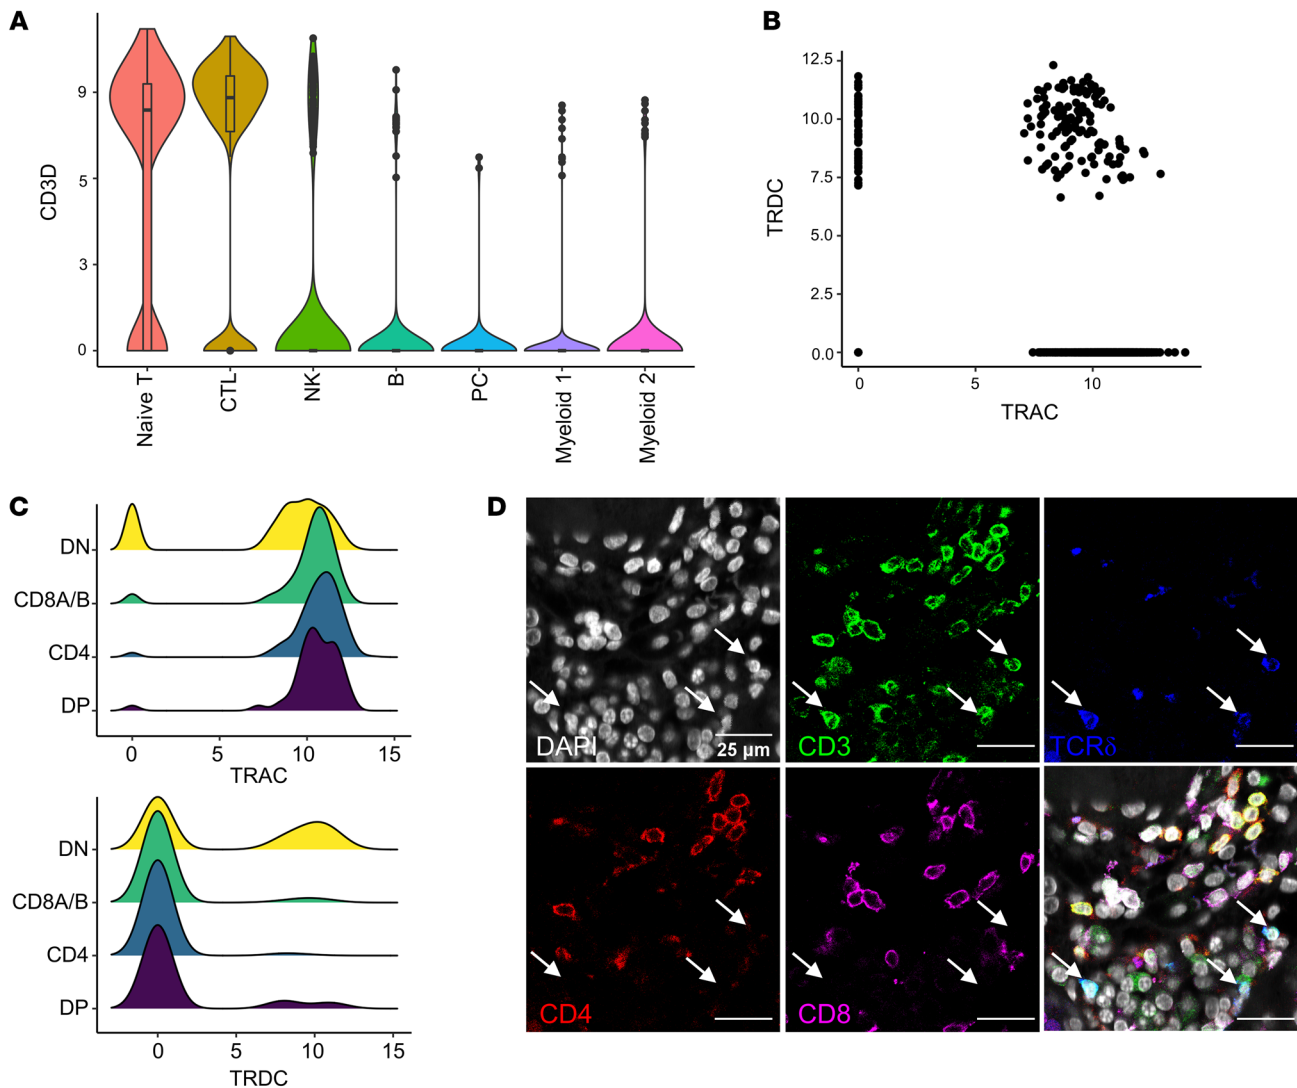 A
CD3D
9
5
3
0
Naive T
CTL
NK
B
PC
Myeloid 1
Myeloid 2
B
TRDC
12.5
10.0
7.5
5.0
2.5
0.0
0
5
10
TRAC
C
DN
CD8A/B
CD4
DP
0
5
10
15
TRAC
DN
CD8A/B
CD4
DP
0
5
10
15
TRDC
D
DAPI
25 µm
CD3
TCRδ
CD4
CD8